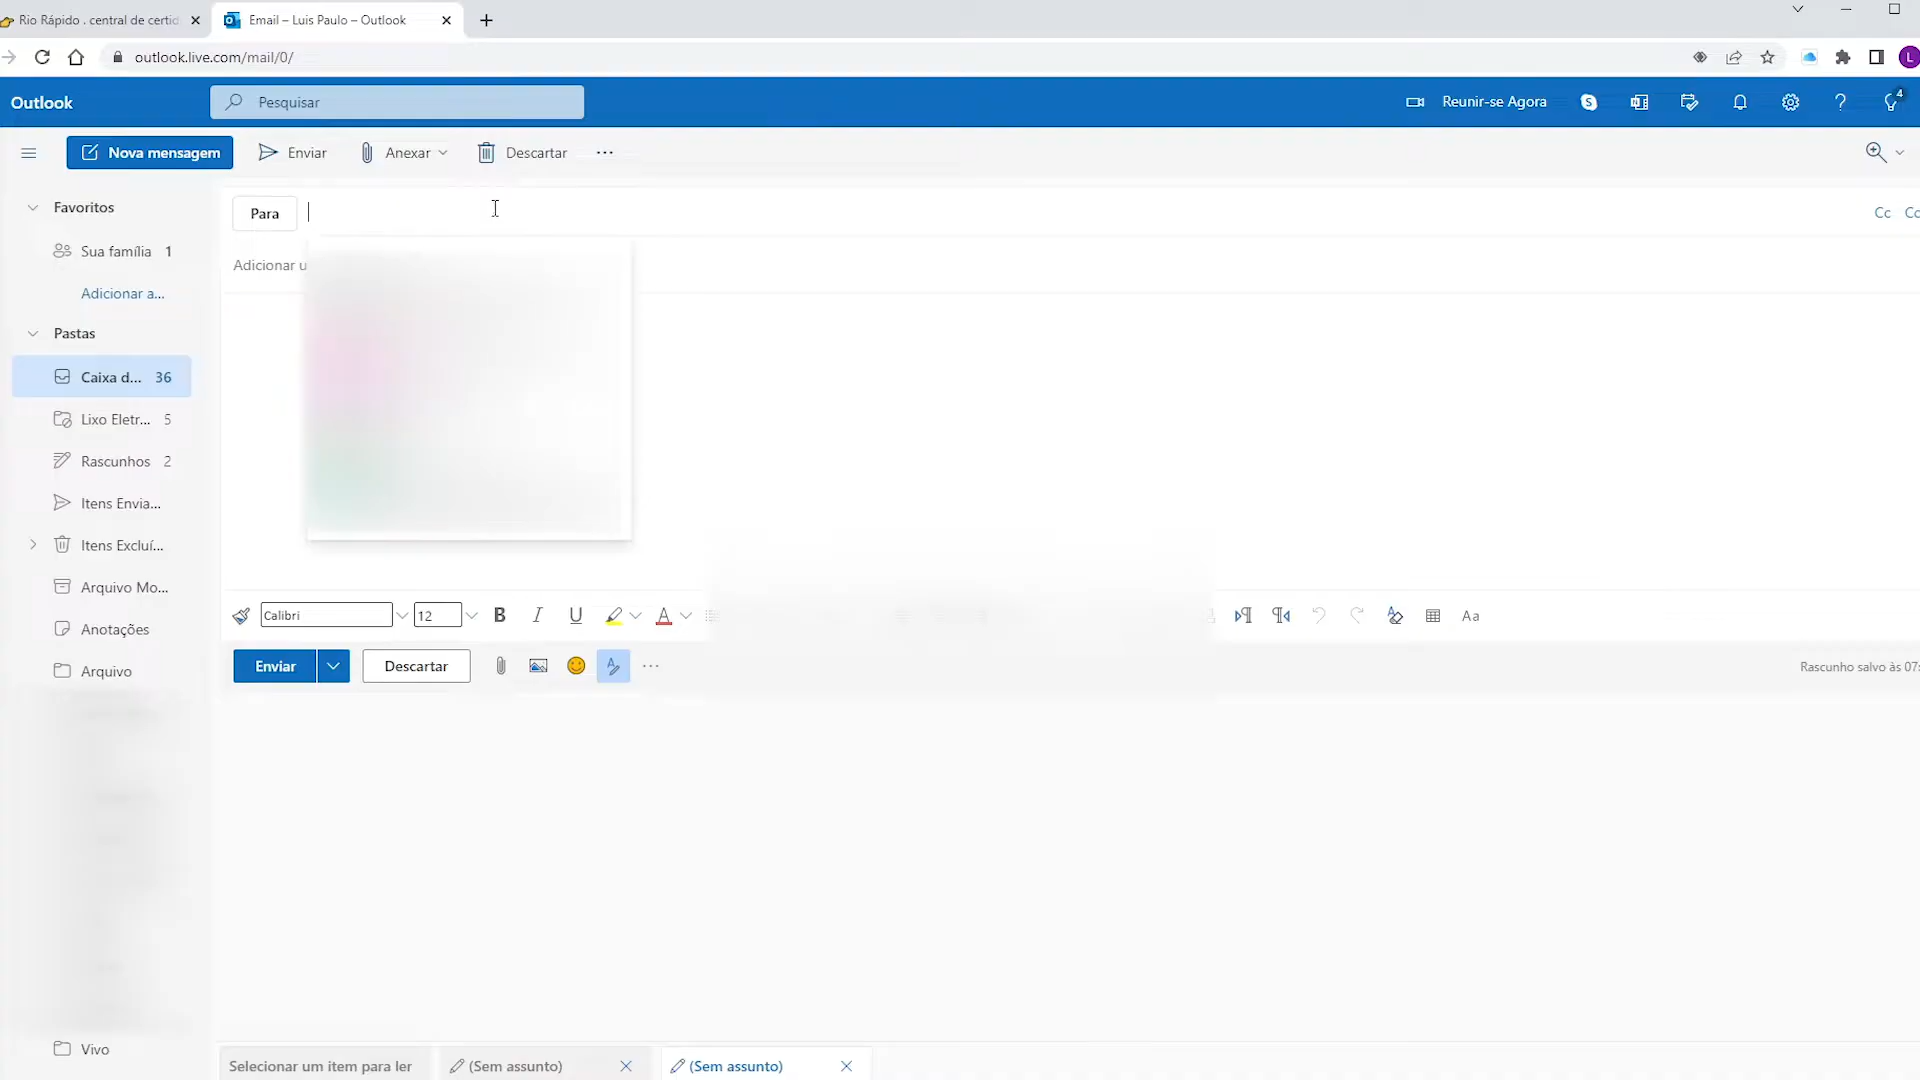 Rio Rápido . central de certid
Email – Luis Paulo – Outlook
outlook.live.com/mail/0/
L
Outlook
Pesquisar
Reunir-se Agora
4
Nova mensagem
Enviar
Anexar
Descartar
Favoritos
Sua família 1
Adicionar a...
Pastas
Caixa d... 36
Lixo Eletr... 5
Rascunhos 2
Itens Envia...
Itens Excluí...
Arquivo Mo...
Anotações
Arquivo
Vivo
Para
Cc Cc
Adicionar u
Calibri
12
B I U A
Aa
Enviar
Descartar
Rascunho salvo às 07:
Selecionar um item para ler
(Sem assunto)
(Sem assunto)